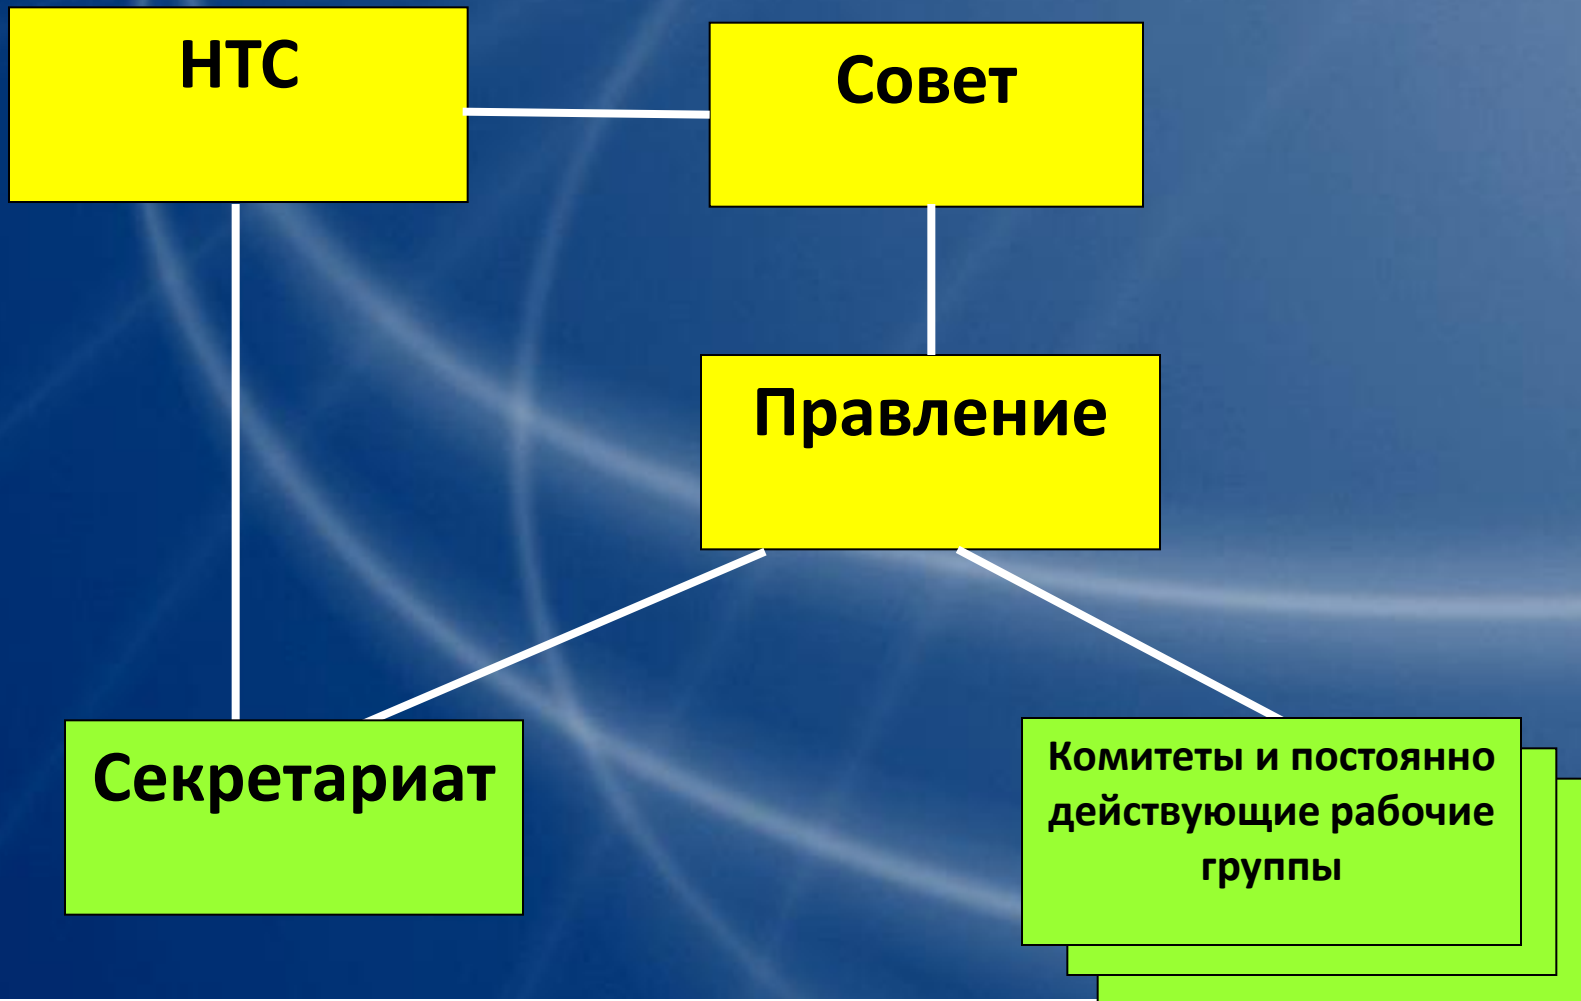 НТС
Совет
Правление
Секретариат
Комитеты и постоянно
действующие рабочие
группы